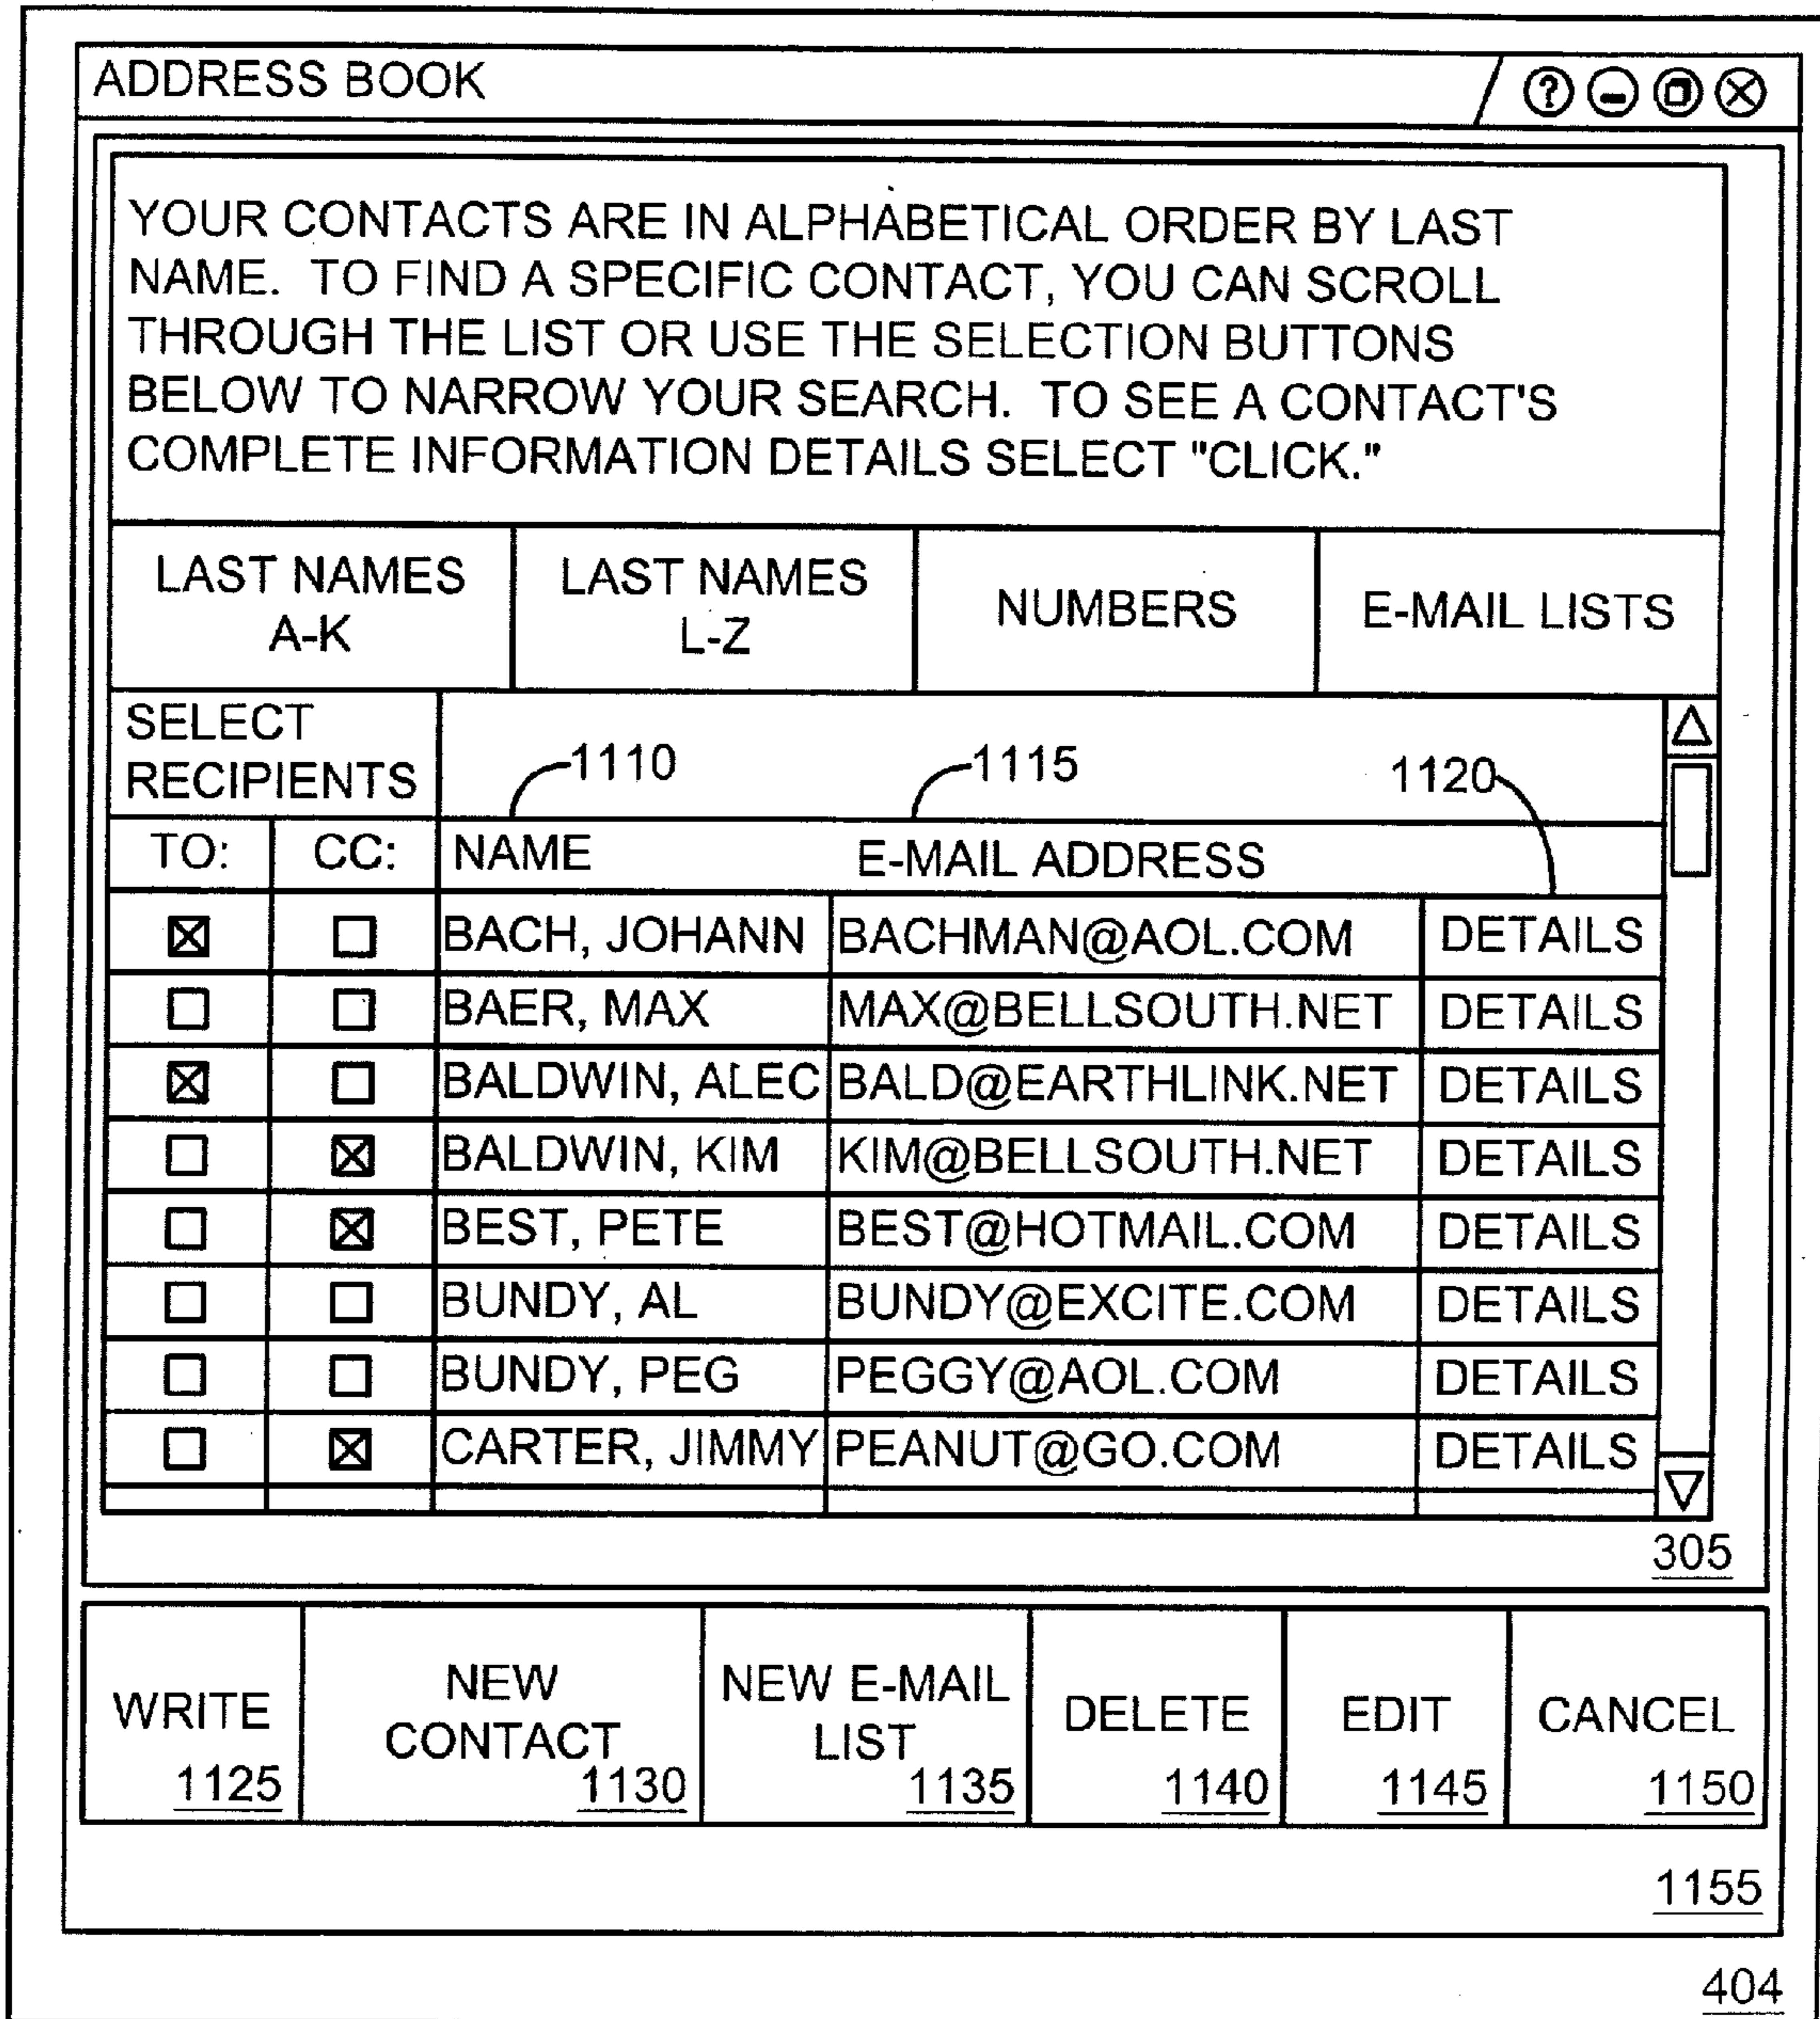 ADDRESS BOOK
YOUR CONTACTS ARE IN ALPHABETICAL ORDER BY LAST
NAME. TO FIND A SPECIFIC CONTACT, YOU CAN SCROLL
THROUGH THE LIST OR USE THE SELECTION BUTTONS
BELOW TO NARROW YOUR SEARCH. TO SEE A CONTACT'S
COMPLETE INFORMATION DETAILS SELECT "CLICK."
LAST NAMES
A-K
LAST NAMES
L-Z
NUMBERS
E-MAIL LISTS
SELECT
RECIPIENTS
1110
1115
1120
TO: CC: NAME E-MAIL ADDRESS
BACH, JOHANN BACHMAN@AOL.COM DETAILS
BAER, MAX MAX@BELLSOUTH.NET DETAILS
BALDWIN, ALEC BALD@EARTHLINK.NET DETAILS
BALDWIN, KIM KIM@BELLSOUTH.NET DETAILS
BEST, PETE BEST@HOTMAIL.COM DETAILS
BUNDY, AL BUNDY@EXCITE.COM DETAILS
BUNDY, PEG PEGGY@AOL.COM DETAILS
CARTER, JIMMY PEANUT@GO.COM DETAILS
305
WRITE
1125
NEW
CONTACT
1130
NEW E-MAIL
LIST
1135
DELETE
1140
EDIT
1145
CANCEL
1150
1155
404